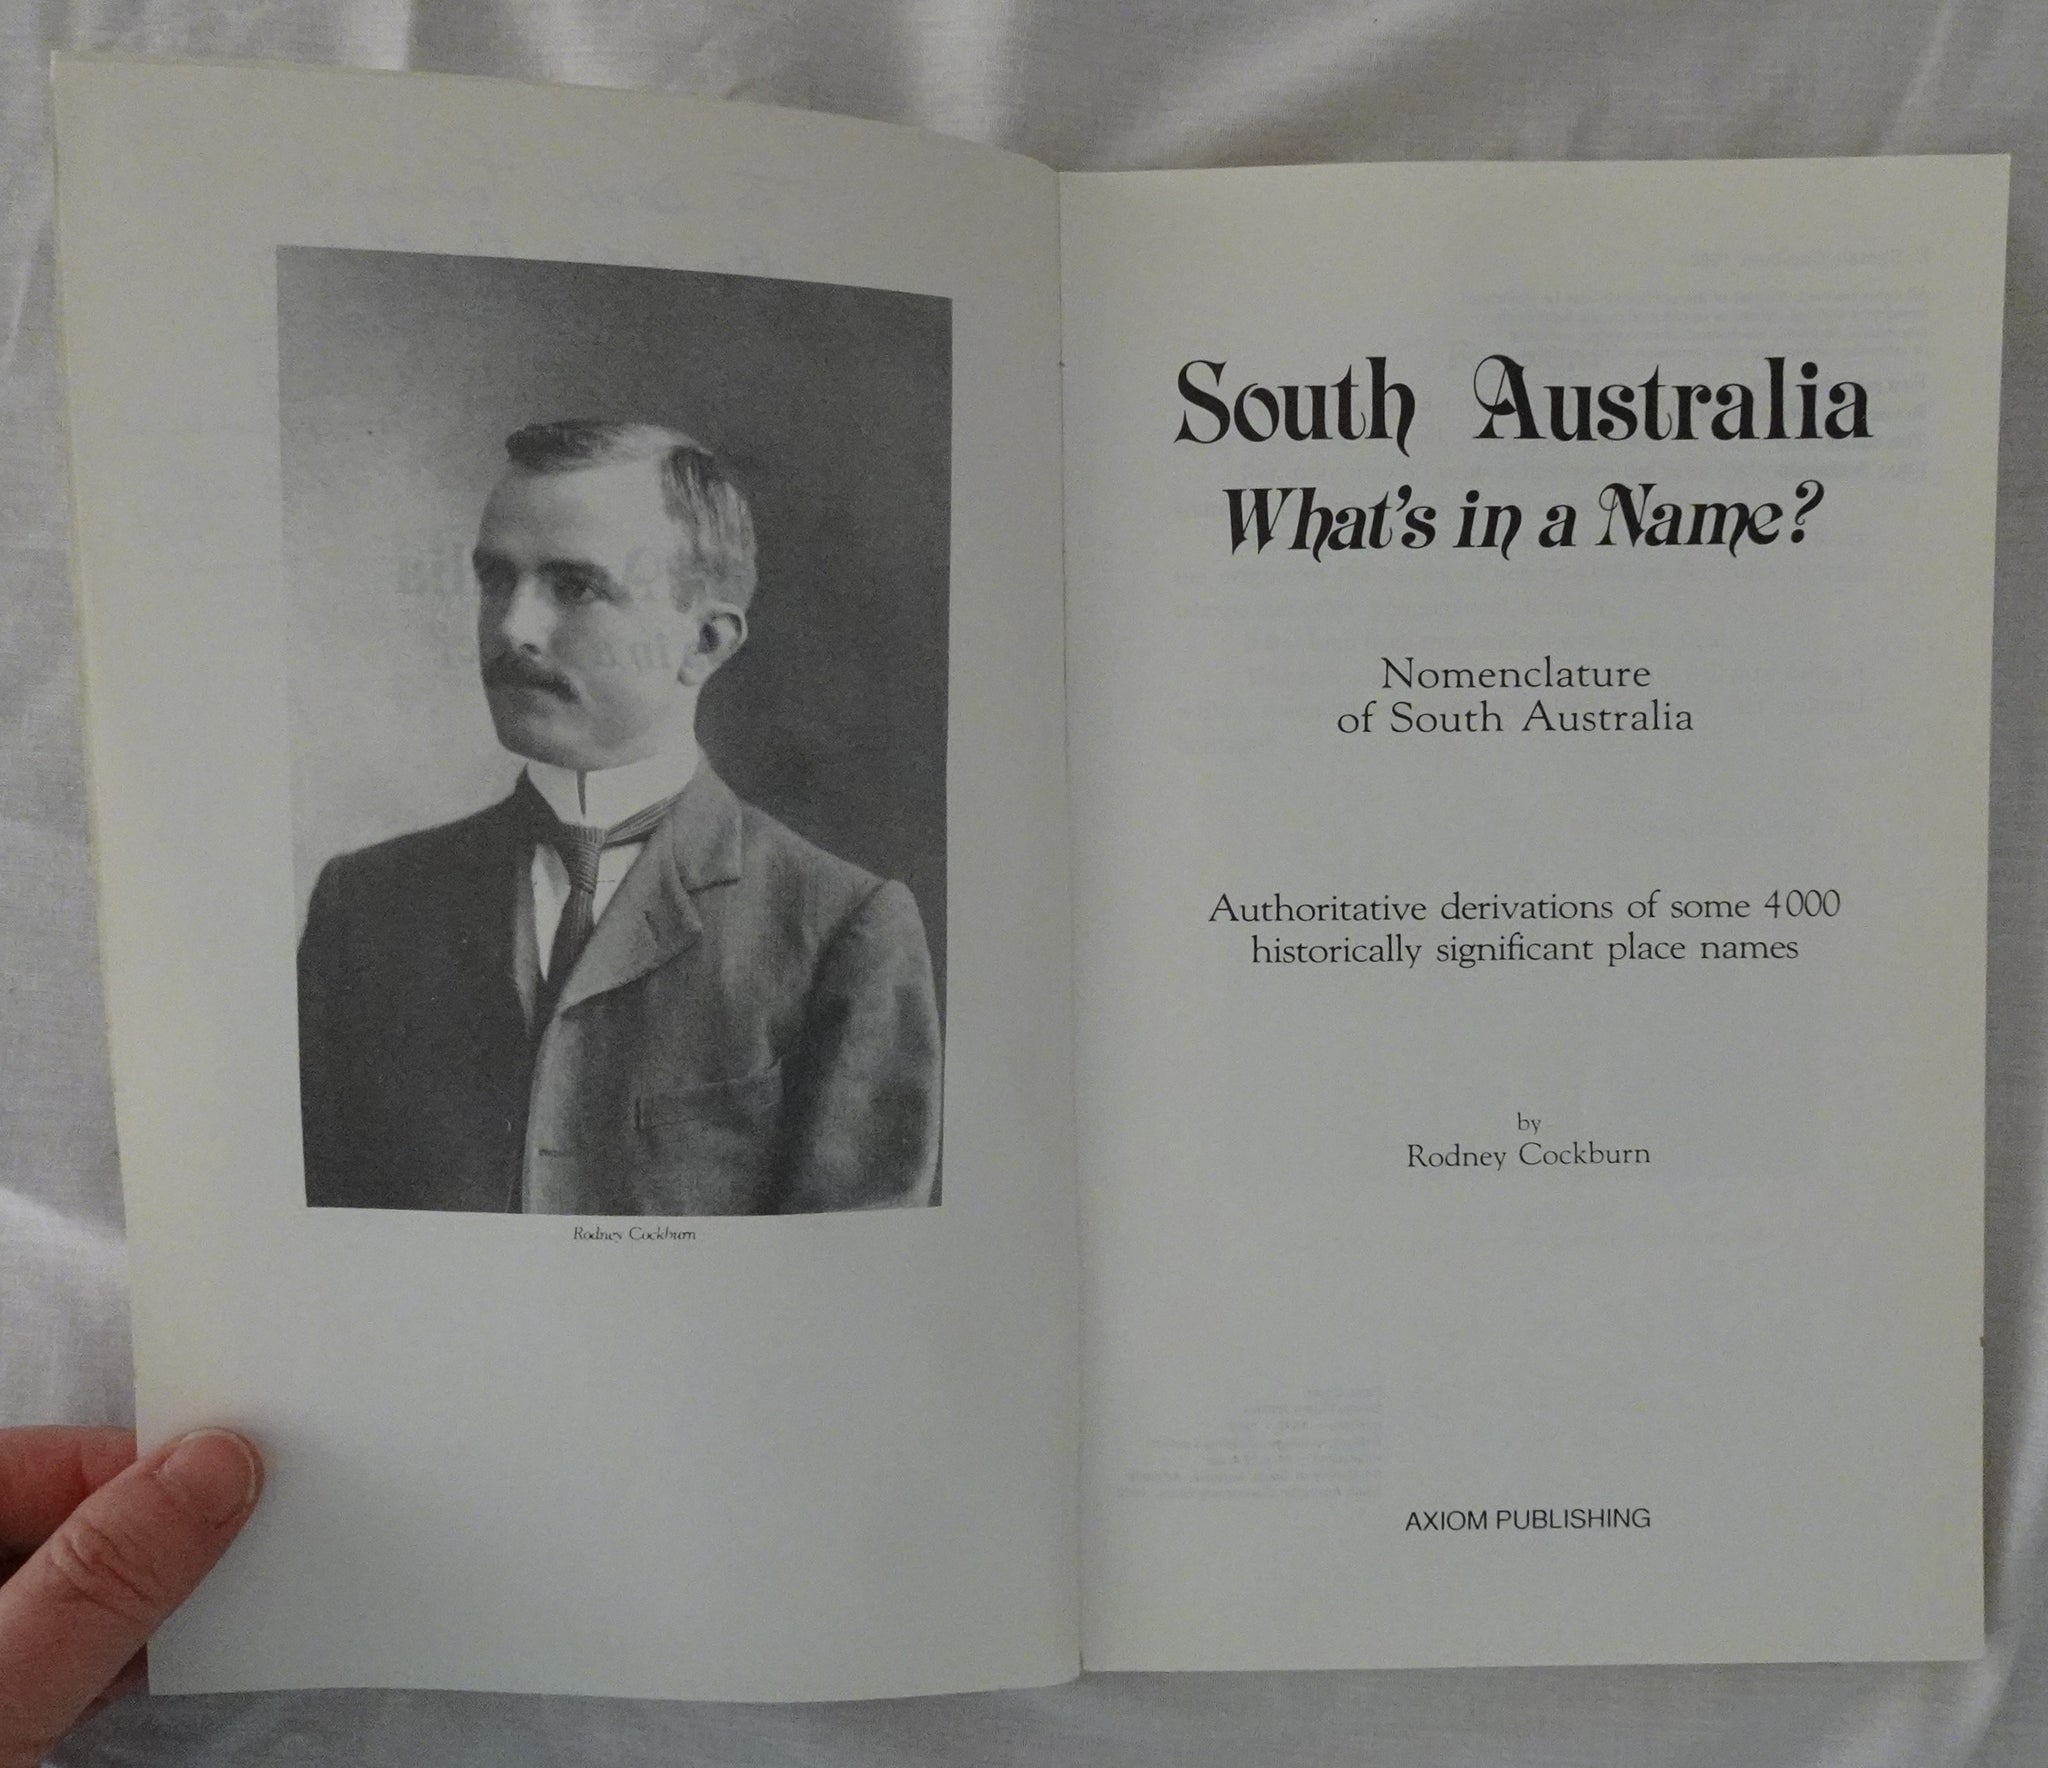 Rodney Cockburn
South Australia
What's in a Name?
Nomenclature
of South Australia
Authoritative derivations of some 4000
historically significant place names
by
Rodney Cockburn
AXIOM PUBLISHING